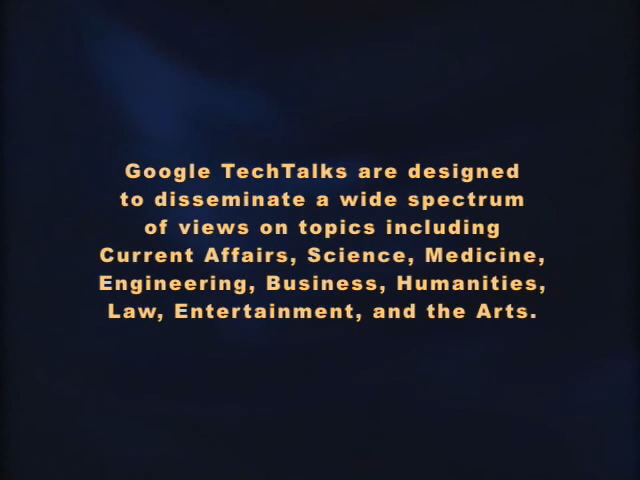 Google TechTalks are designed
to disseminate a wide spectrum
of views on topics including
Current Affairs, Science, Medicine,
Engineering, Business, Humanities,
Law, Entertainment, and the Arts.